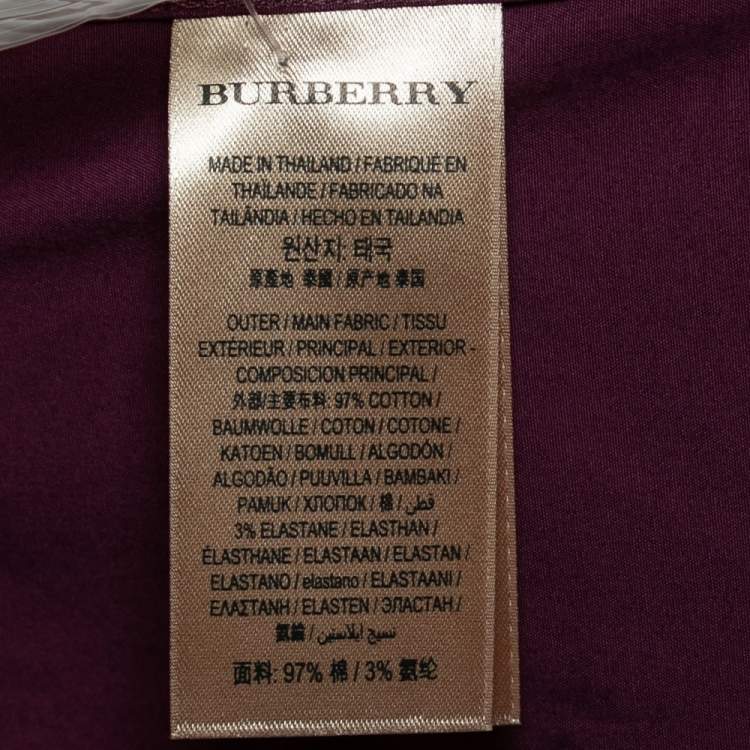 BURBERRY
MADE IN THAILAND / FABRIQUÉ EN
THAÏLANDE / FABRICADO NA
TAILÂNDIA / HECHO EN TAILANDIA
원산지: 태국
原產地 泰國 / 原产地 泰国
OUTER / MAIN FABRIC / TISSU
EXTÉRIEUR / PRINCIPAL / EXTERIOR -
COMPOSICION PRINCIPAL /
外部/主要布料: 97% COTTON /
BAUMWOLLE / COTON / COTONE /
KATOEN / BOMULL / ALGODÓN /
ALGODÃO / PUUVILLA / BAMBAKI /
PAMUK / ХЛОПОК / 棉 / قطن /
3% ELASTANE / ELASTHAN /
ÉLASTHANE / ELASTAAN / ELASTAN /
ELASTANO / elastano / ELASTAANI /
ΕΛΑΣΤΑΝΗ / ELASTEN / ЭЛАСТАН /
氨綸 / نسيج ايلاستين /
面料: 97% 棉 / 3% 氨纶